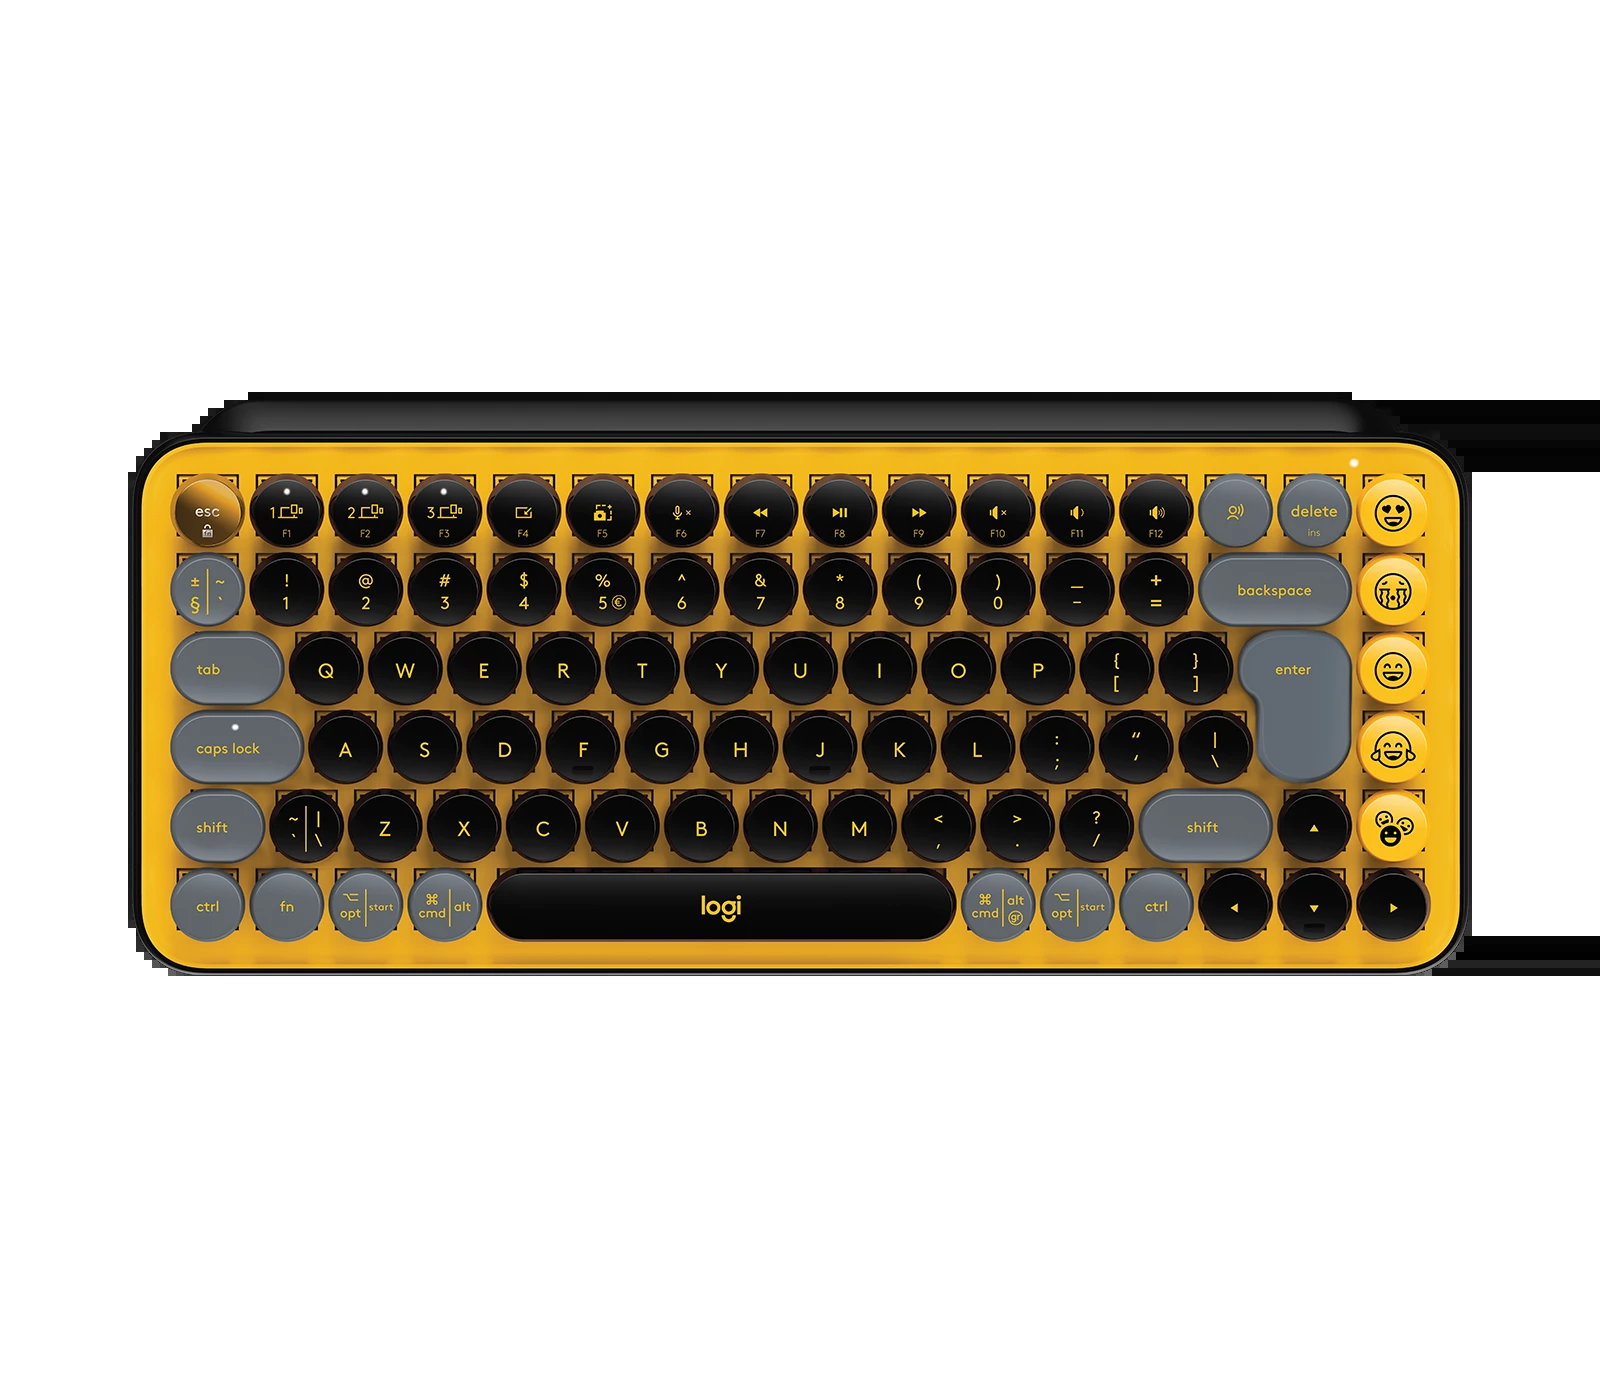 esc 1 2 3 delete
fn F1 F2 F3 F4 F5 F6 F7 F8 F9 F10 F11 F12 ins
± ~ ! @ # $ % ^ & * ( ) — + backspace
§ ` 1 2 3 4 5 € 6 7 8 9 0 - =
tab Q W E R T Y U I O P { [ } ] enter
caps lock A S D F G H J K L : ; “ ‘ | \
shift ~ ` | \ Z X C V B N M < , > . ? / shift
ctrl fn ⌥ opt start ⌘ cmd alt logi ⌘ cmd alt gr ⌥ opt start ctrl